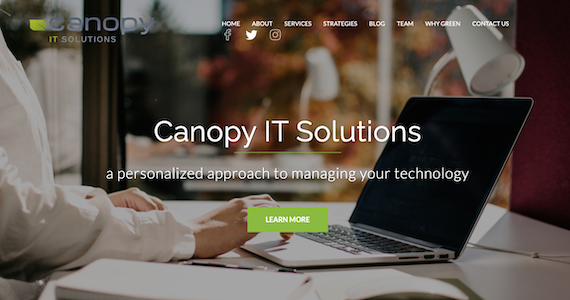 canopy
IT SOLUTIONS
HOME ABOUT SERVICES STRATEGIES BLOG TEAM WHY GREEN CONTACT US
Canopy IT Solutions
a personalized approach to managing your technology
LEARN MORE